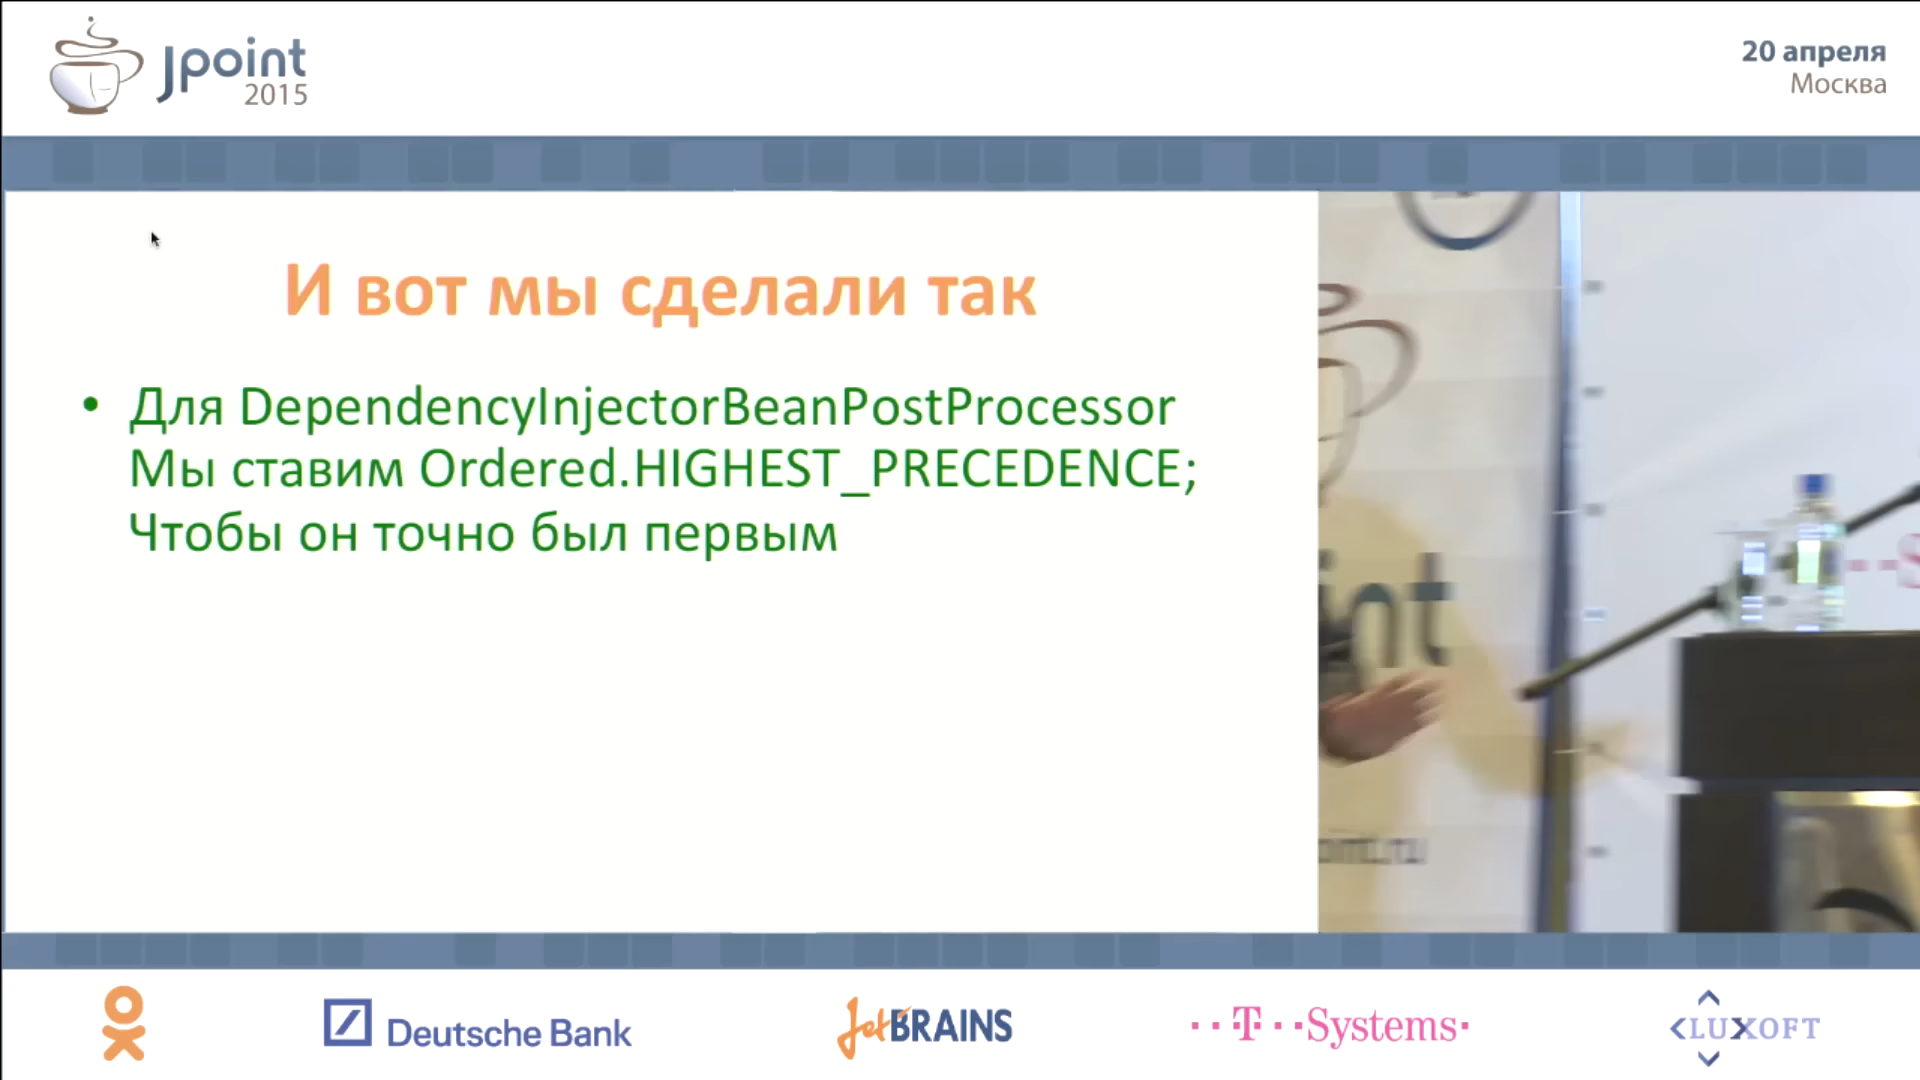 Jpoint
2015
20 апреля
Москва
И вот мы сделали так
• Для DependencyInjectorBeanPostProcessor
Мы ставим Ordered.HIGHEST_PRECEDENCE;
Чтобы он точно был первым
int
Deutsche Bank
JetBRAINS
··T··Systems·
LUXOFT